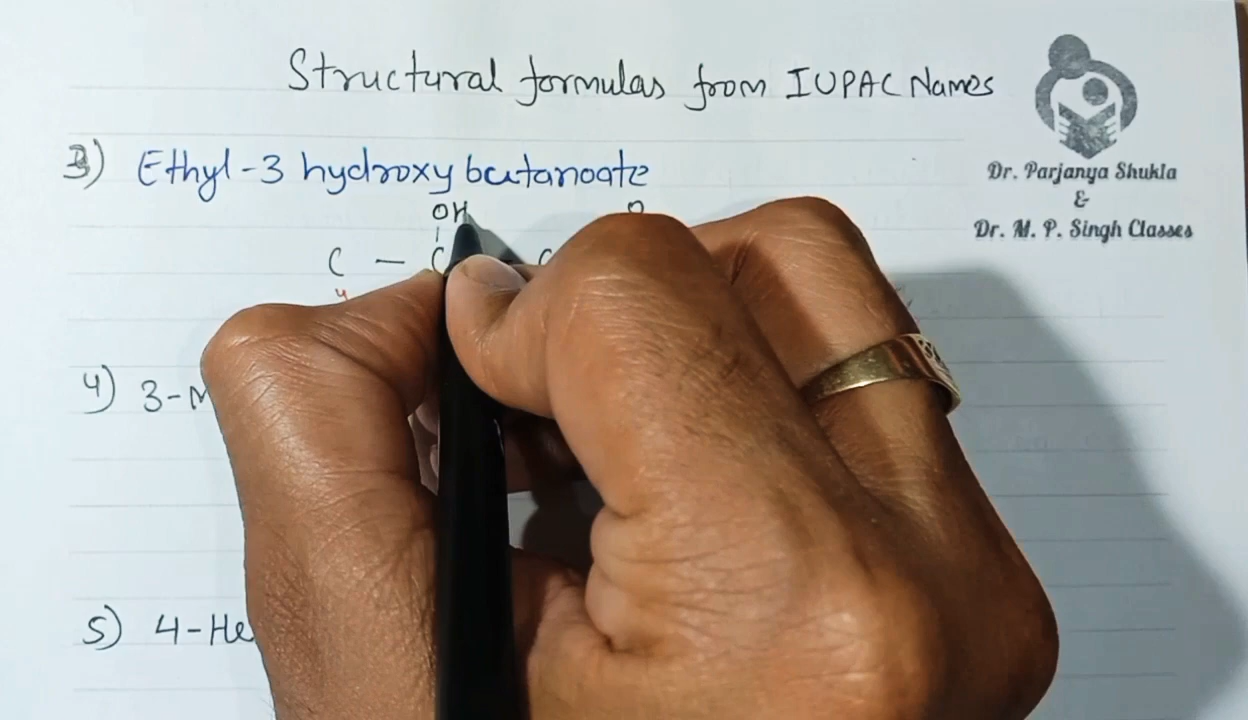 Structural formulas from IUPAC Names
3) Ethyl-3 hydroxy butanoate
OH O
C - C C
4
4) 3-M
5) 4-He
Dr. Parjanya Shukla
&
Dr. M. P. Singh Classes